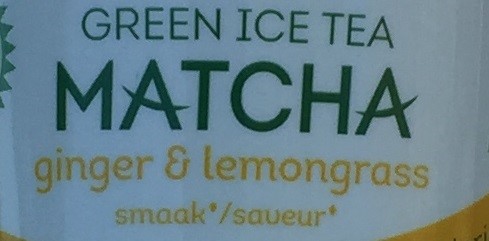 GREEN ICE TEA
MATCHA
ginger & lemongrass
smaak*/saveur*